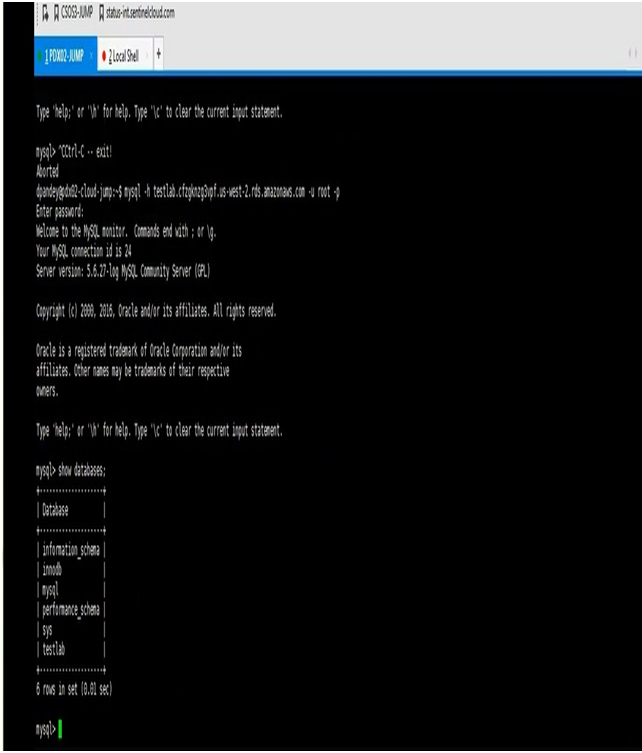 CSOS3-JUMP status-int.sentinelcloud.com
1 PDX02-JUMP × 2 Local Shell +
Type 'help;' or '\h' for help. Type '\c' to clear the current input statement.
mysql> ^CCtrl-C -- exit!
Aborted
dpandey@pdx02-cloud-jump:~$ mysql -h testlab.cfzgknzg3vpf.us-west-2.rds.amazonaws.com -u root -p
Enter password:
Welcome to the MySQL monitor.  Commands end with ; or \g.
Your MySQL connection id is 24
Server version: 5.6.27-log MySQL Community Server (GPL)
Copyright (c) 2000, 2016, Oracle and/or its affiliates. All rights reserved.
Oracle is a registered trademark of Oracle Corporation and/or its
affiliates. Other names may be trademarks of their respective
owners.
Type 'help;' or '\h' for help. Type '\c' to clear the current input statement.
mysql> show databases;
+--------------------+
| Database           |
+--------------------+
| information_schema |
| innodb             |
| mysql              |
| performance_schema |
| sys                |
| testlab            |
+--------------------+
6 rows in set (0.01 sec)
mysql>